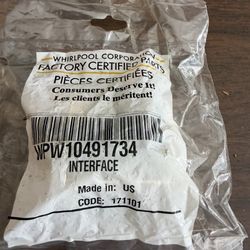 WHIRLPOOL CORPORATION
FACTORY CERTIFIED PARTS
PIÈCES CERTIFIÉES
Consumers Deserve It!
Les clients le méritent!
WPW10491734
INTERFACE
Made in: US
CODE: 171101